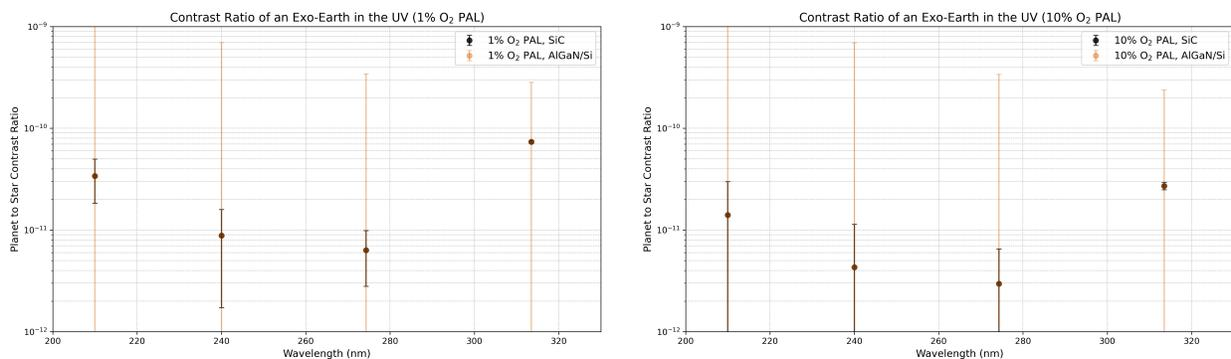 Contrast Ratio of an Exo-Earth in the UV (1% O₂ PAL)
10⁻⁹
10⁻¹⁰
10⁻¹¹
10⁻¹²
Planet to Star Contrast Ratio
1% O₂ PAL, SiC
1% O₂ PAL, AlGaN/Si
200 220 240 260 280 300 320
Wavelength (nm)
Contrast Ratio of an Exo-Earth in the UV (10% O₂ PAL)
10⁻⁹
10⁻¹⁰
10⁻¹¹
10⁻¹²
Planet to Star Contrast Ratio
10% O₂ PAL, SiC
10% O₂ PAL, AlGaN/Si
200 220 240 260 280 300 320
Wavelength (nm)